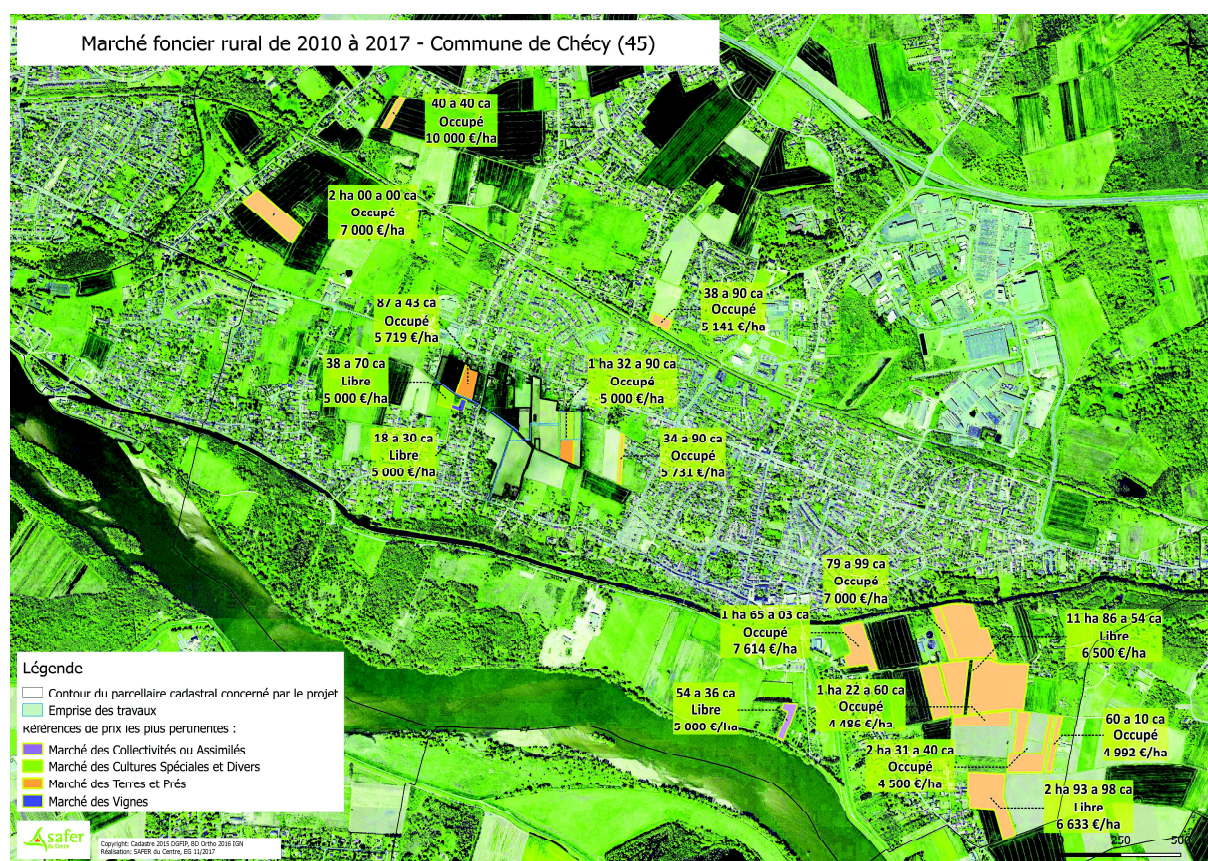 Marché foncier rural de 2010 à 2017 - Commune de Chécy (45)
40 a 40 ca
Occupé
10 000 €/ha
2 ha 00 a 00 ca
Occupé
7 000 €/ha
38 a 90 ca
Occupé
5 141 €/ha
87 a 43 ca
Occupé
5 719 €/ha
38 a 70 ca
Libre
5 000 €/ha
1 ha 32 a 90 ca
Occupé
5 000 €/ha
18 a 30 ca
Libre
5 000 €/ha
34 a 90 ca
Occupé
5 731 €/ha
79 a 99 ca
Occupé
7 000 €/ha
1 ha 65 a 03 ca
Occupé
7 614 €/ha
11 ha 86 a 54 ca
Libre
6 500 €/ha
54 a 36 ca
Libre
5 000 €/ha
1 ha 22 a 60 ca
Occupé
4 486 €/ha
60 a 10 ca
Occupé
4 992 €/ha
2 ha 31 a 40 ca
Occupé
4 500 €/ha
2 ha 93 a 98 ca
Libre
6 633 €/ha
Légende
Contour du parcellaire cadastral concerné par le projet
Emprise des travaux
Références de prix les plus pertinentes :
Marché des Collectivités ou Assimilés
Marché des Cultures Spéciales et Divers
Marché des Terres et Prés
Marché des Vignes
safer
du Centre
Copyright: Cadastre 2015 DGFIP, BD Ortho 2016 IGN
Réalisation: SAFER du Centre, EG 11/2017
250